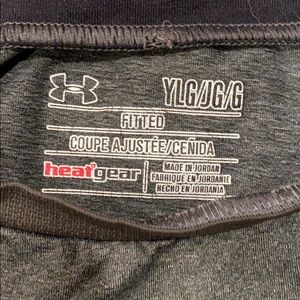 YLG/JG/G
FITTED
COUPE AJUSTÉE/CEÑIDA
heatgear
MADE IN JORDAN
FABRIQUÉ EN JORDANIE
HECHO EN JORDANIA